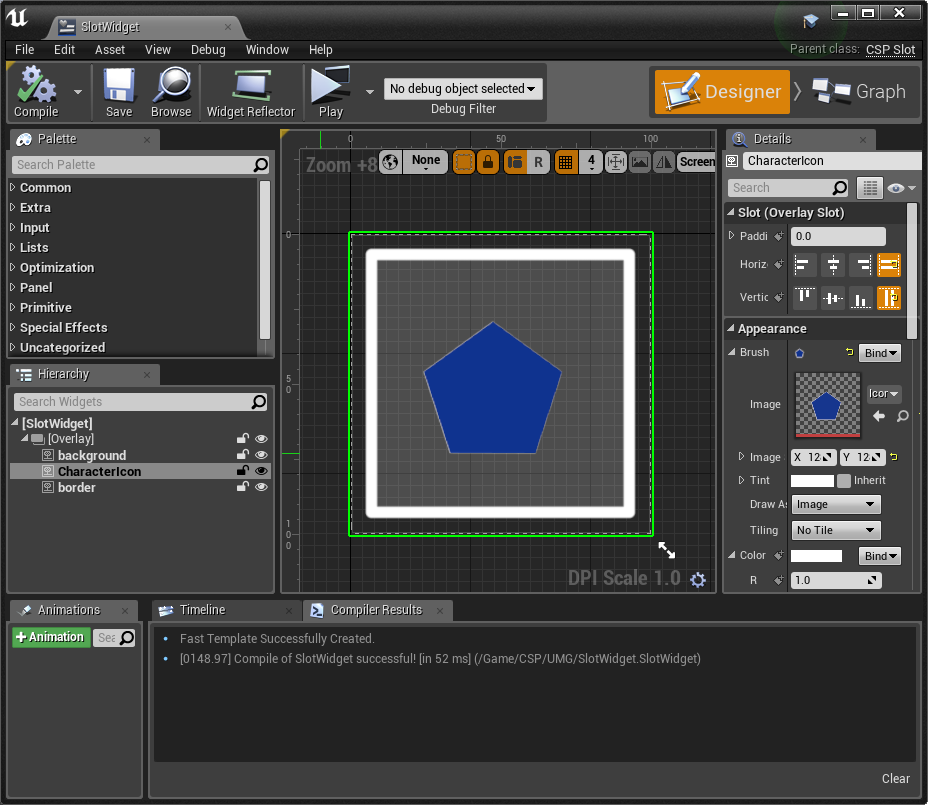 SlotWidget
File Edit Asset View Debug Window Help
Parent class: CSP Slot
Compile
Save
Browse
Widget Reflector
Play
No debug object selected
Debug Filter
Designer
Graph
Palette
Search Palette
Common
Extra
Input
Lists
Optimization
Panel
Primitive
Special Effects
Uncategorized
Hierarchy
Search Widgets
[SlotWidget]
[Overlay]
background
CharacterIcon
border
0 50 100
Zoom +8
None
R
4
Screen
0
5
0
1
0
0
DPI Scale 1.0
Details
CharacterIcon
Search
Slot (Overlay Slot)
Paddi 0.0
Horiz
Vertic
Appearance
Brush Bind
Image Icor
Image X 12 Y 12
Tint Inherit
Draw As Image
Tiling No Tile
Color Bind
R 1.0
Animations
+ Animation
Sea
Timeline
Compiler Results
• Fast Template Successfully Created.
• [0148.97] Compile of SlotWidget successful! [in 52 ms] (/Game/CSP/UMG/SlotWidget.SlotWidget)
Clear